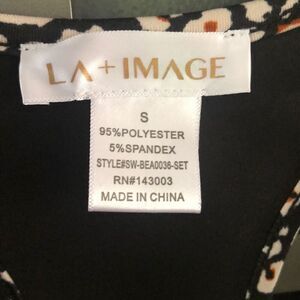 LA+IMAGE
S
95%POLYESTER
5%SPANDEX
STYLE#SW-BEA0036-SET
RN#143003
MADE IN CHINA